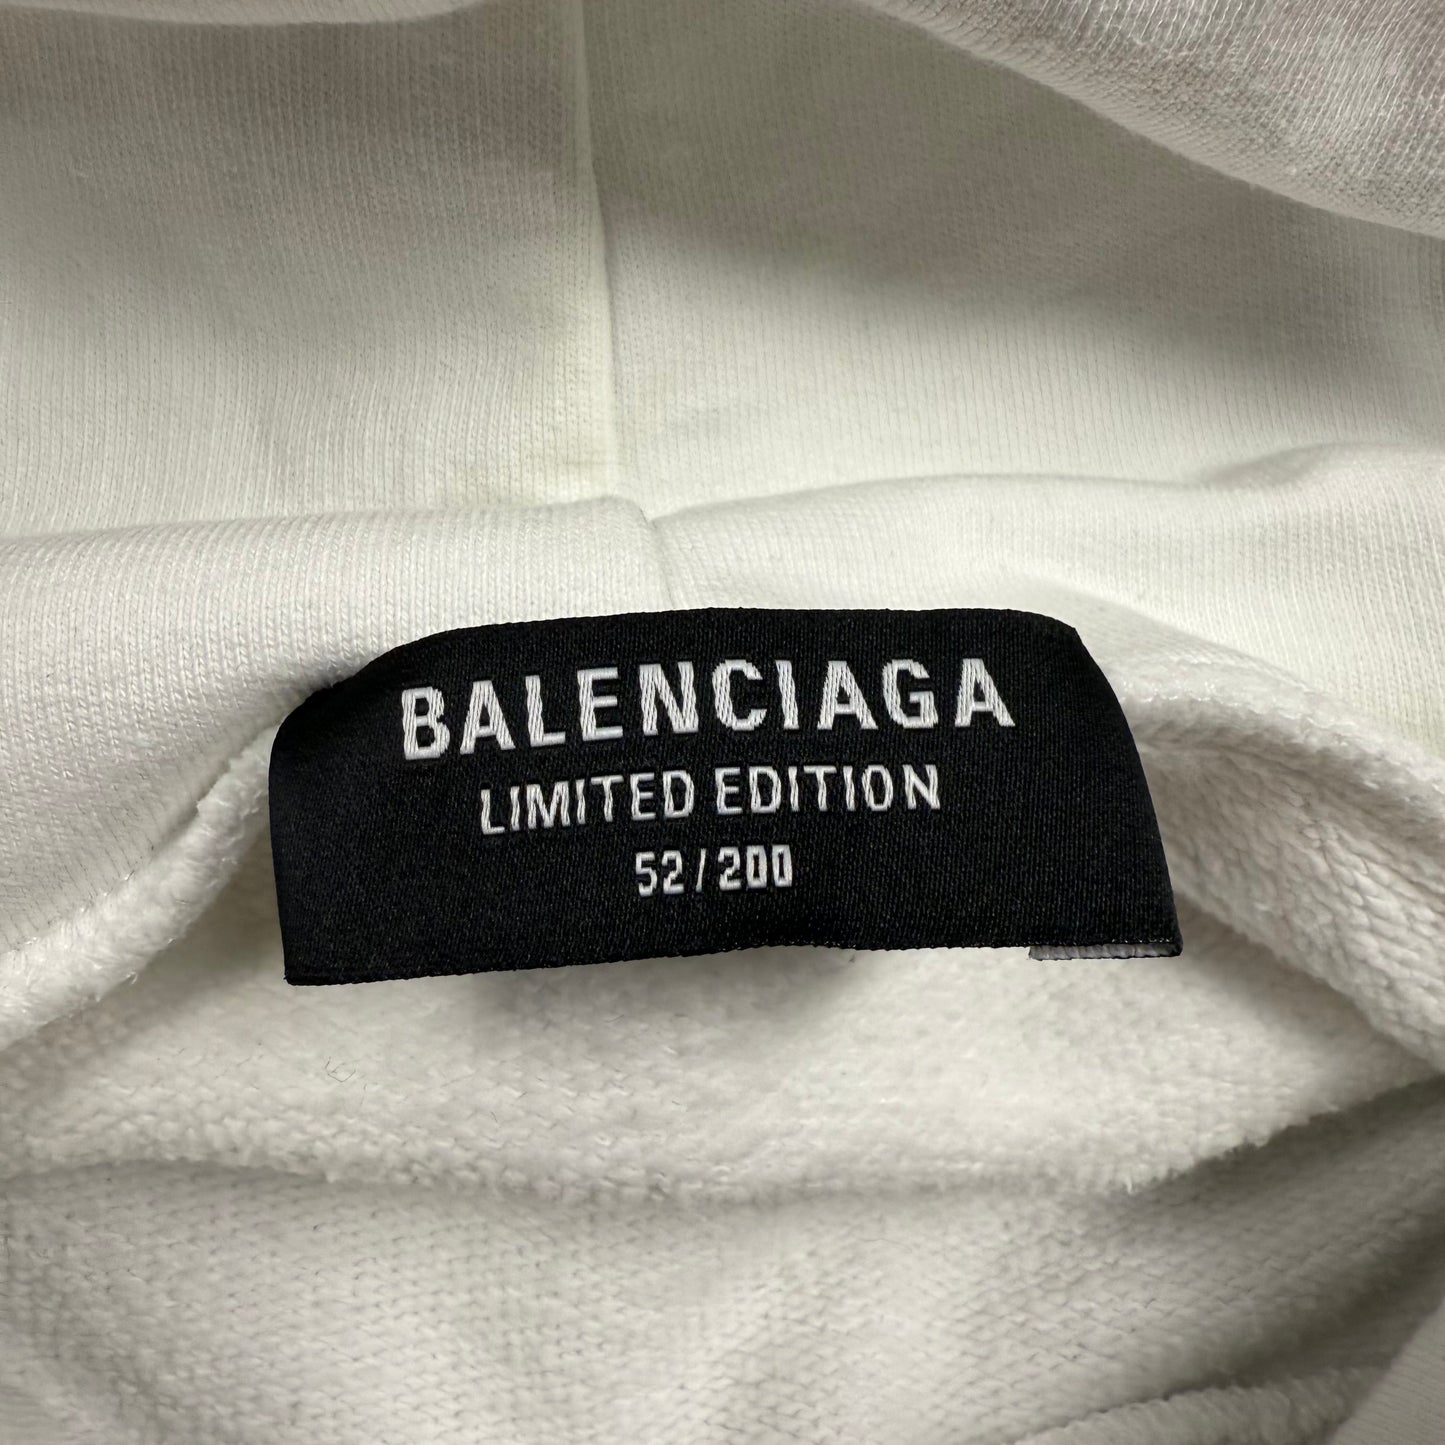 BALENCIAGA
LIMITED EDITION
52/200